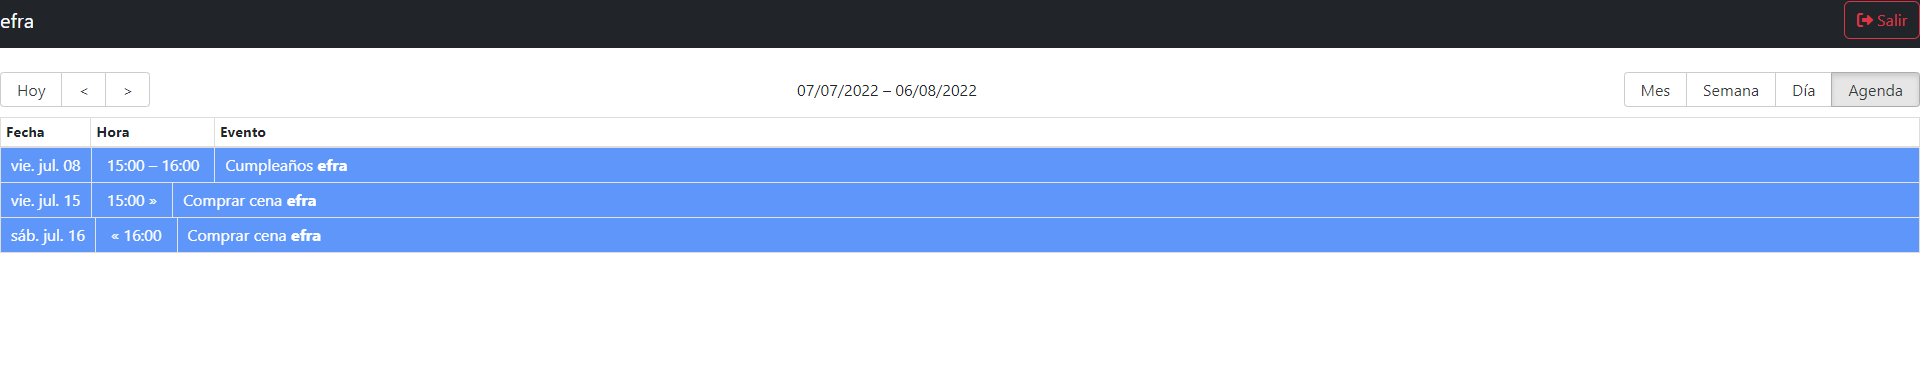 efra Salir
Hoy < > 07/07/2022 – 06/08/2022 Mes Semana Día Agenda
Fecha Hora Evento
vie. jul. 08 15:00 – 16:00 Cumpleaños efra
vie. jul. 15 15:00 » Comprar cena efra
sáb. jul. 16 « 16:00 Comprar cena efra